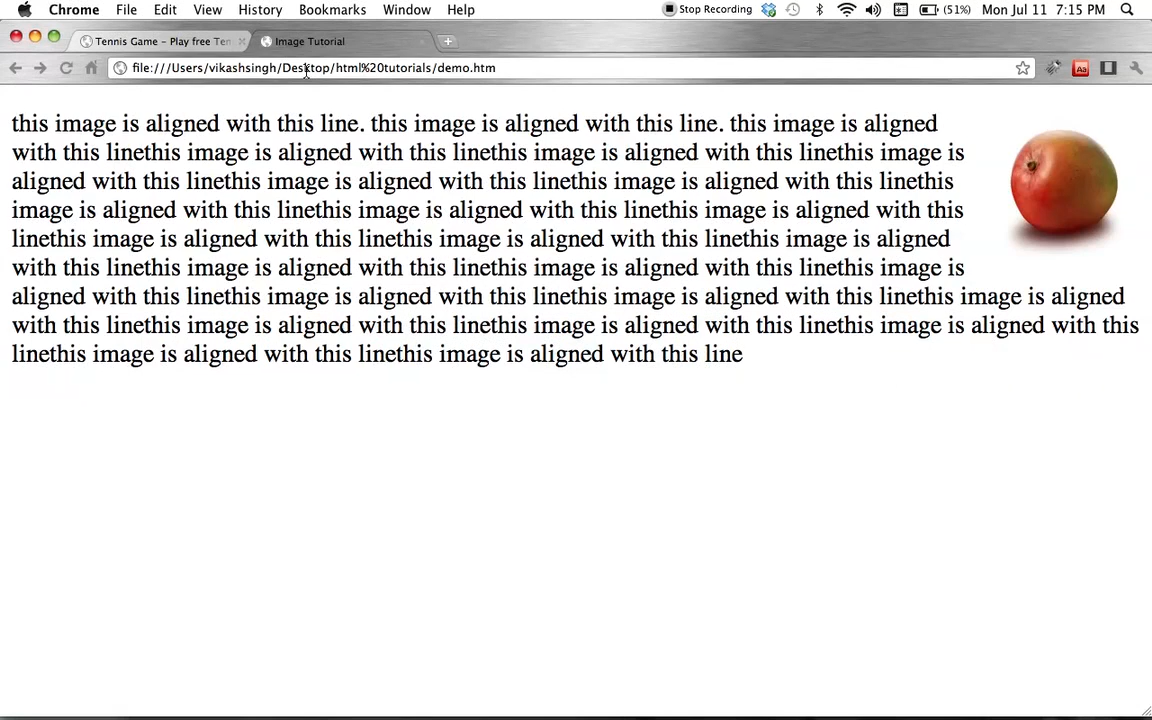 Chrome File Edit View History Bookmarks Window Help Stop Recording (51%) Mon Jul 11 7:15 PM
Tennis Game - Play free Ten Image Tutorial
file:///Users/vikashsingh/Desktop/html%20tutorials/demo.htm Aa
this image is aligned with this line. this image is aligned with this line. this image is aligned
with this linethis image is aligned with this linethis image is aligned with this linethis image is
aligned with this linethis image is aligned with this linethis image is aligned with this linethis
image is aligned with this linethis image is aligned with this linethis image is aligned with this
linethis image is aligned with this linethis image is aligned with this linethis image is aligned
with this linethis image is aligned with this linethis image is aligned with this linethis image is
aligned with this linethis image is aligned with this linethis image is aligned with this linethis image is aligned
with this linethis image is aligned with this linethis image is aligned with this linethis image is aligned with this
linethis image is aligned with this linethis image is aligned with this line